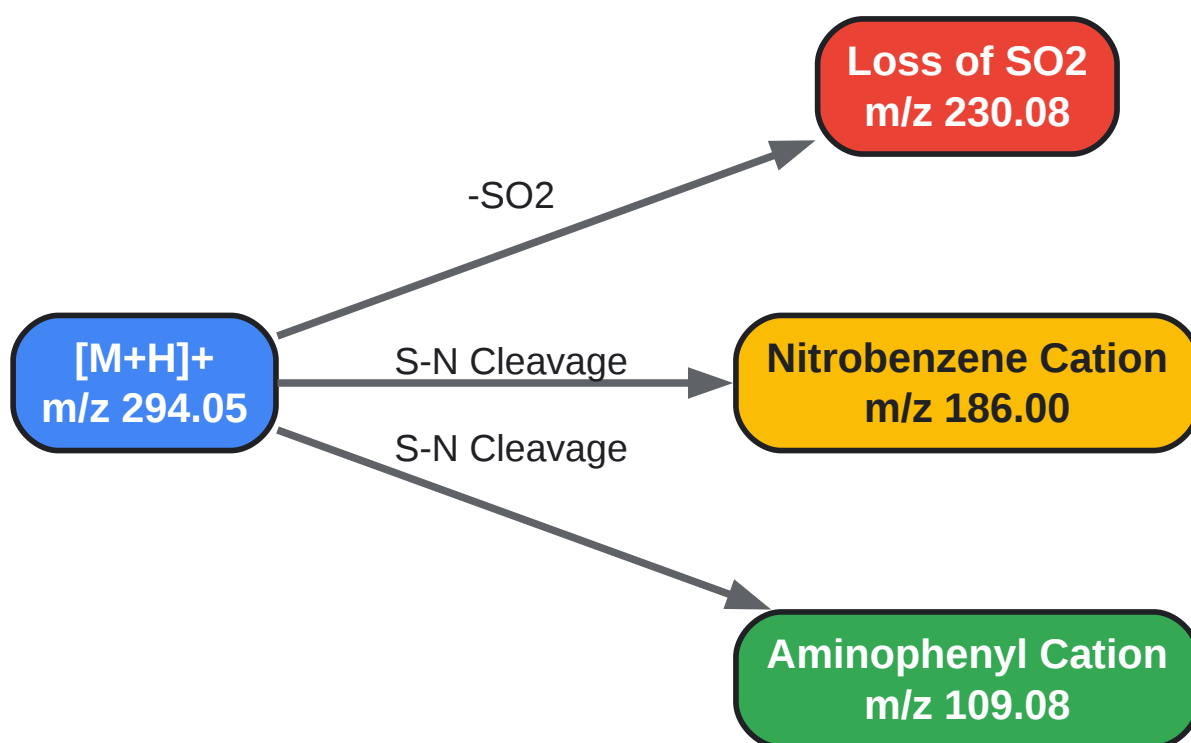 Loss of SO2
m/z 230.08
-SO2
[M+H]+
m/z 294.05
S-N Cleavage
Nitrobenzene Cation
m/z 186.00
S-N Cleavage
Aminophenyl Cation
m/z 109.08